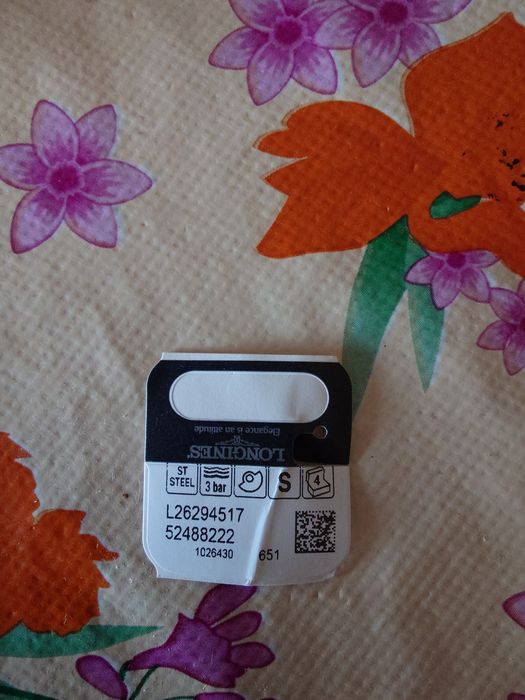 Elegance is an attitude
LONGINES®
ST STEEL
3 bar
S
4
L26294517
52488222
1026430 651